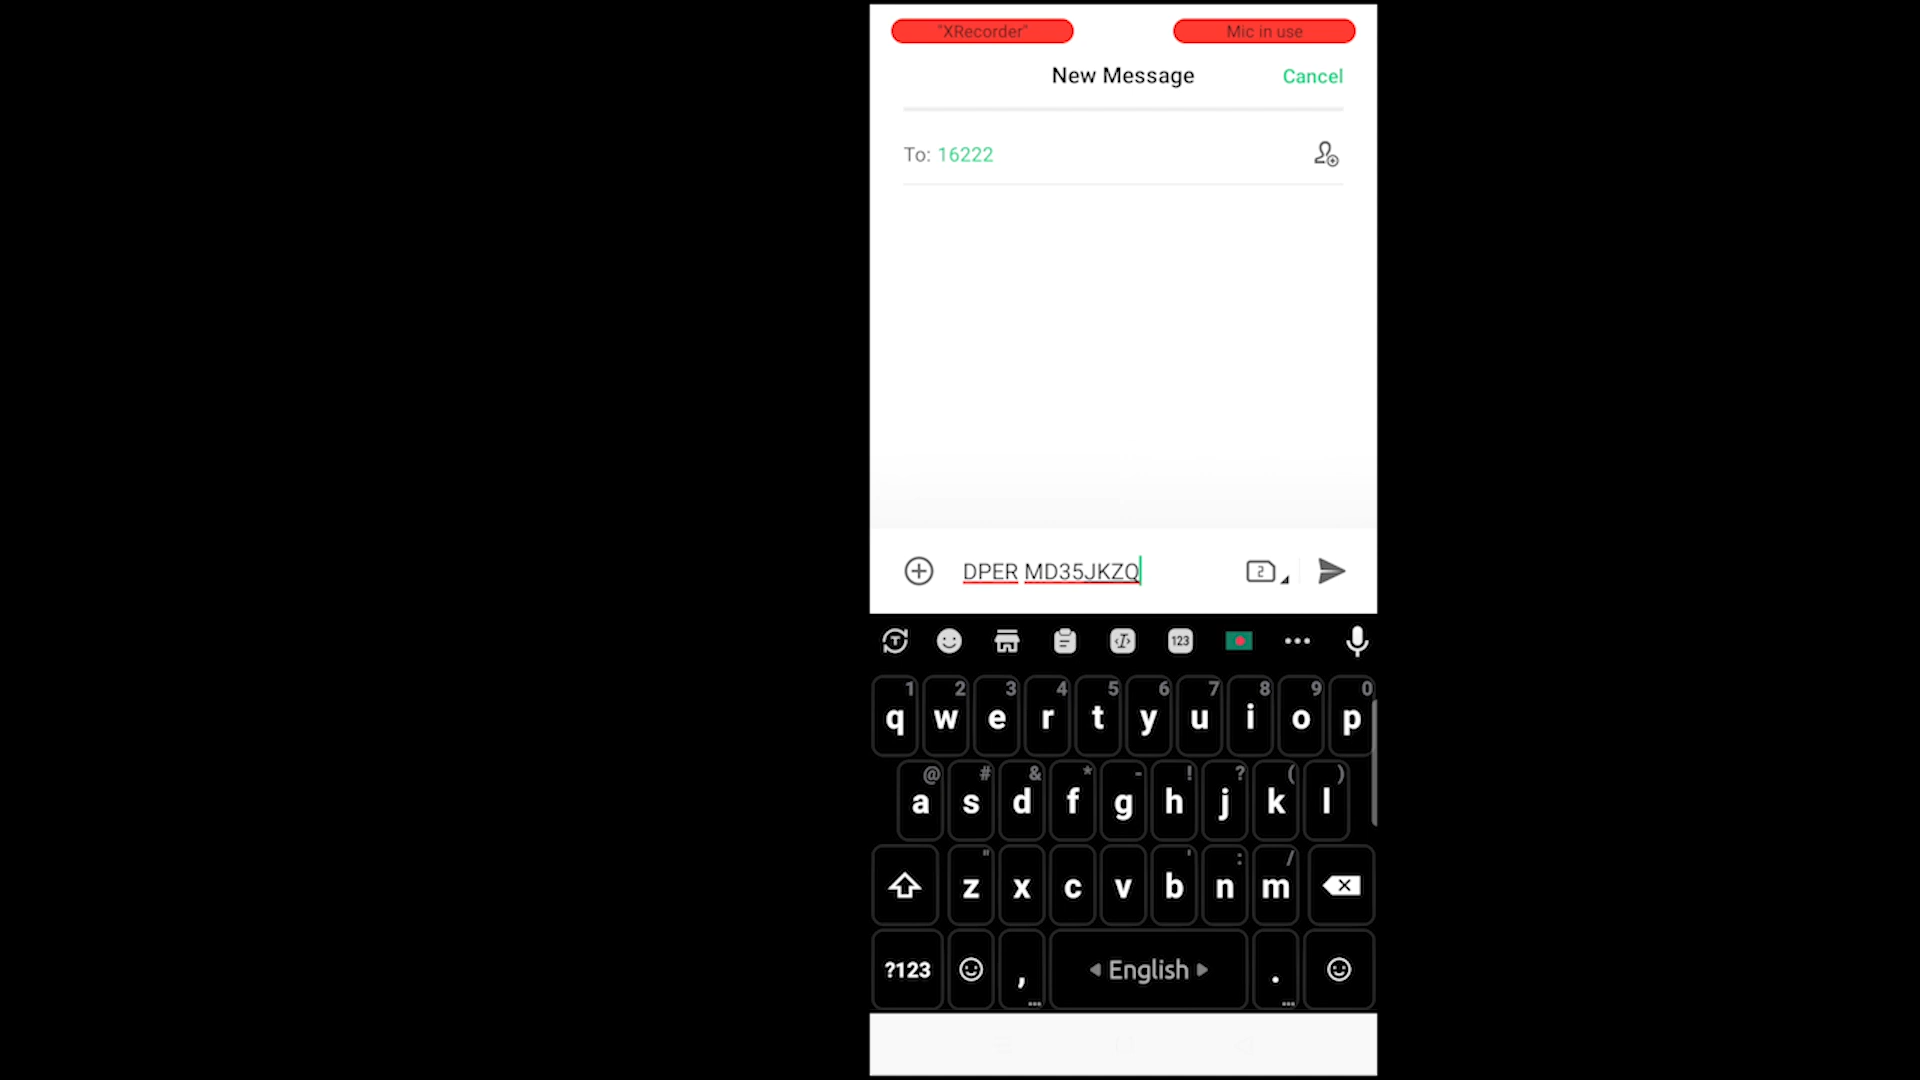 "XRecorder" Mic in use
New Message Cancel
To: 16222
DPER MD35JKZQ
2
T 123
1 2 3 4 5 6 7 8 9 0
q w e r t y u i o p
@ # & * - ! ? ( )
a s d f g h j k l
" ' : /
z x c v b n m
?123 , English .